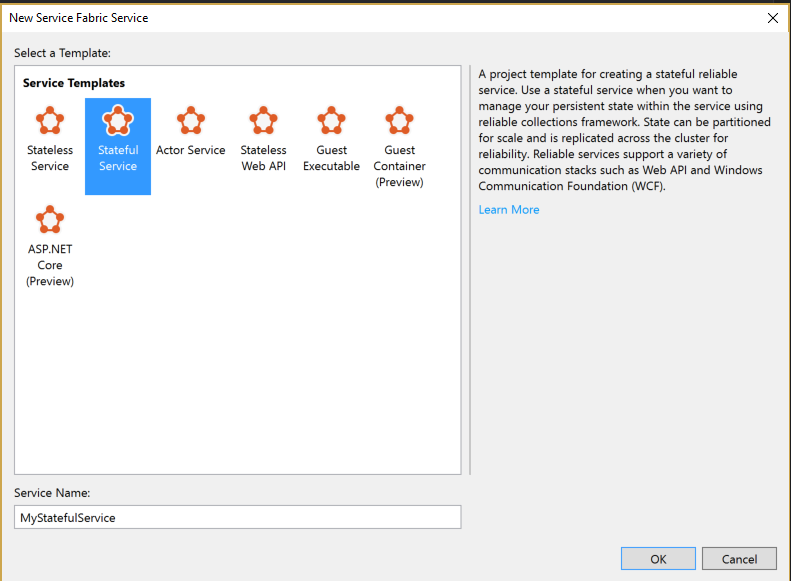 New Service Fabric Service
Select a Template:
Service Templates
Stateless
Service
Stateful
Service
Actor Service
Stateless
Web API
Guest
Executable
Guest
Container
(Preview)
ASP.NET
Core
(Preview)
A project template for creating a stateful reliable
service. Use a stateful service when you want to
manage your persistent state within the service using
reliable collections framework. State can be partitioned
for scale and is replicated across the cluster for
reliability. Reliable services support a variety of
communication stacks such as Web API and Windows
Communication Foundation (WCF).
Learn More
Service Name:
MyStatefulService
OK
Cancel